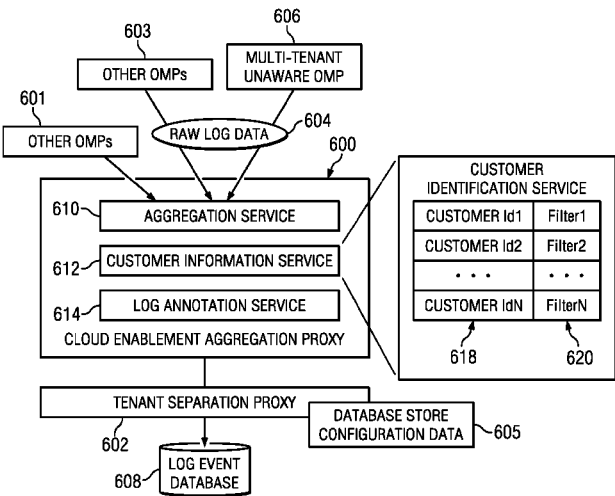 603
606
OTHER OMPs
MULTI-TENANT
UNAWARE OMP
601
OTHER OMPs
RAW LOG DATA
604
600
610
AGGREGATION SERVICE
612
CUSTOMER INFORMATION SERVICE
614
LOG ANNOTATION SERVICE
CLOUD ENABLEMENT AGGREGATION PROXY
CUSTOMER
IDENTIFICATION SERVICE
CUSTOMER Id1 Filter1
CUSTOMER Id2 Filter2
· · · · · ·
CUSTOMER IdN FilterN
618 620
TENANT SEPARATION PROXY
602
DATABASE STORE
CONFIGURATION DATA
605
608
LOG EVENT
DATABASE